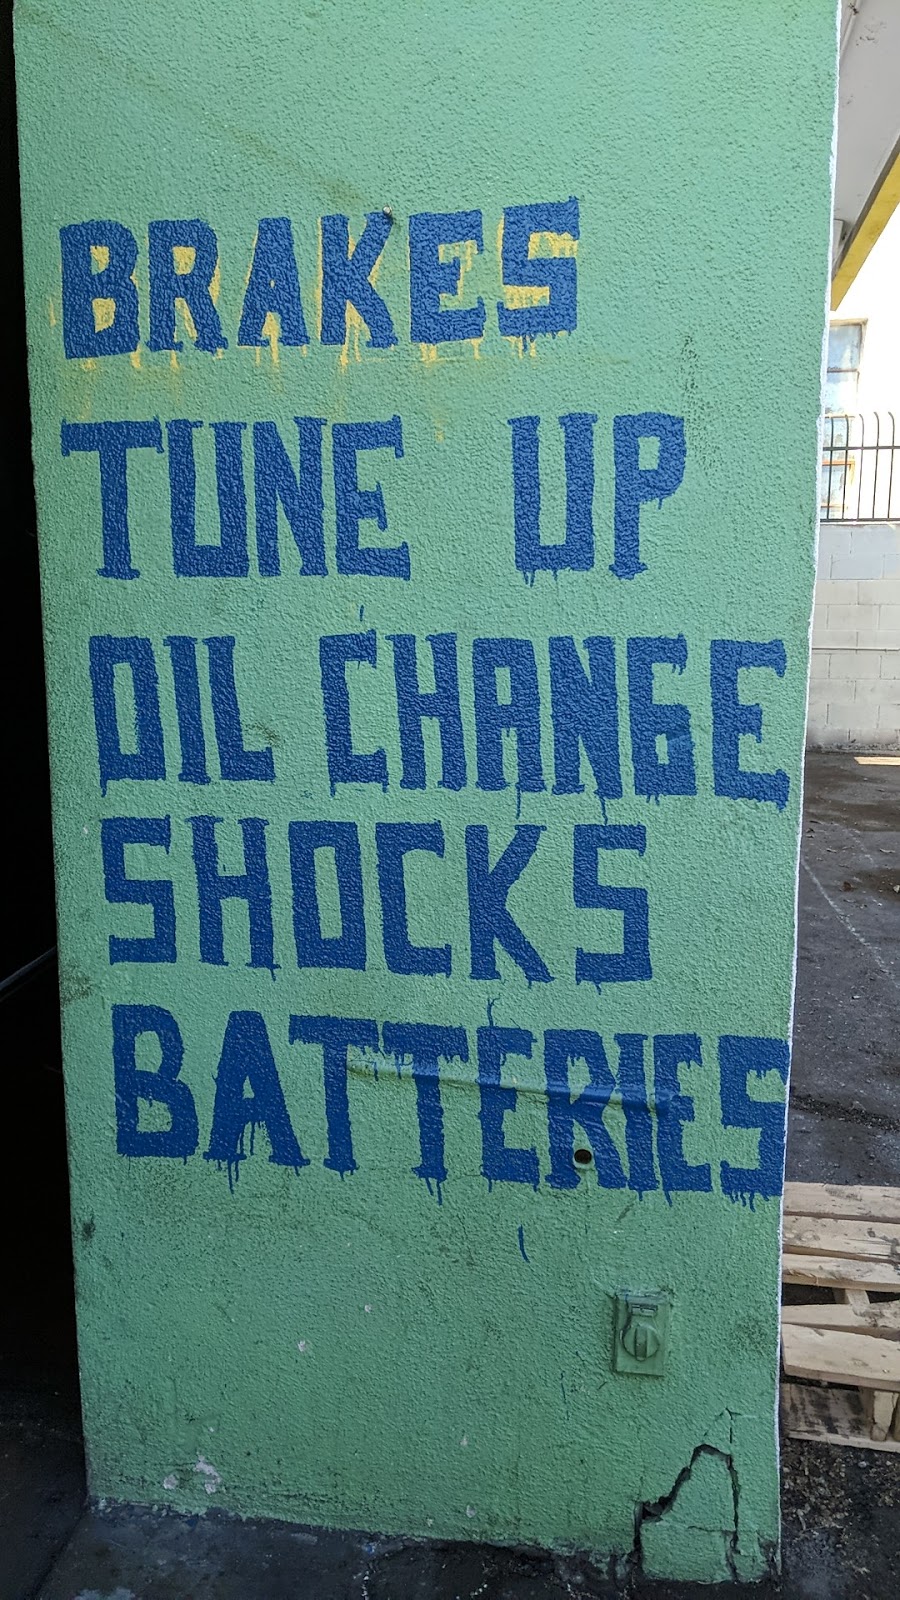 BRAKES
TUNE UP
OIL CHANGE
SHOCKS
BATTERIES